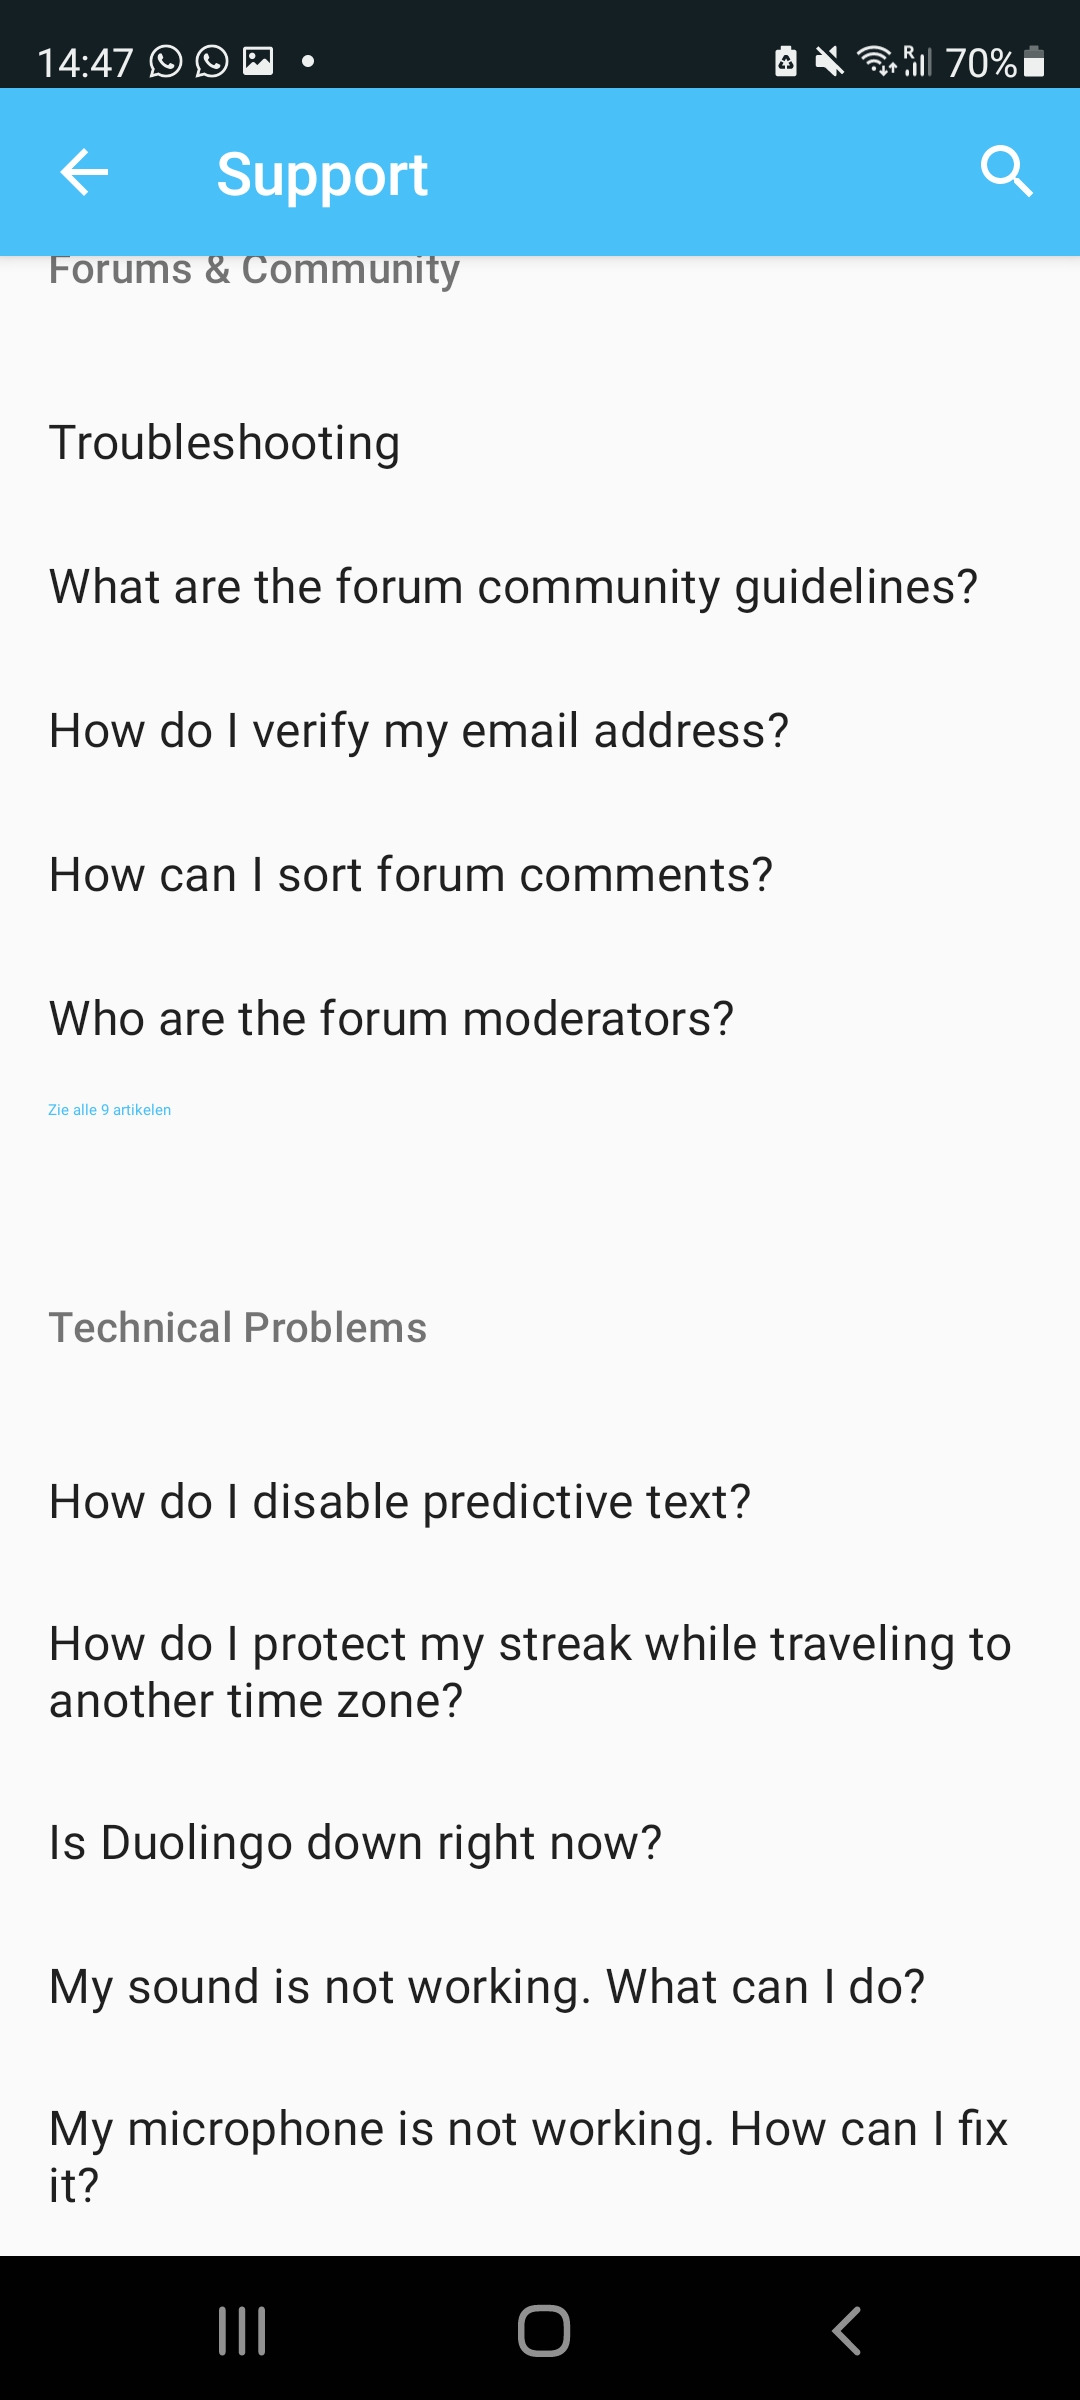 14:47
R
70%
Support
Forums & Community
Troubleshooting
What are the forum community guidelines?
How do I verify my email address?
How can I sort forum comments?
Who are the forum moderators?
Zie alle 9 artikelen
Technical Problems
How do I disable predictive text?
How do I protect my streak while traveling to
another time zone?
Is Duolingo down right now?
My sound is not working. What can I do?
My microphone is not working. How can I fix
it?